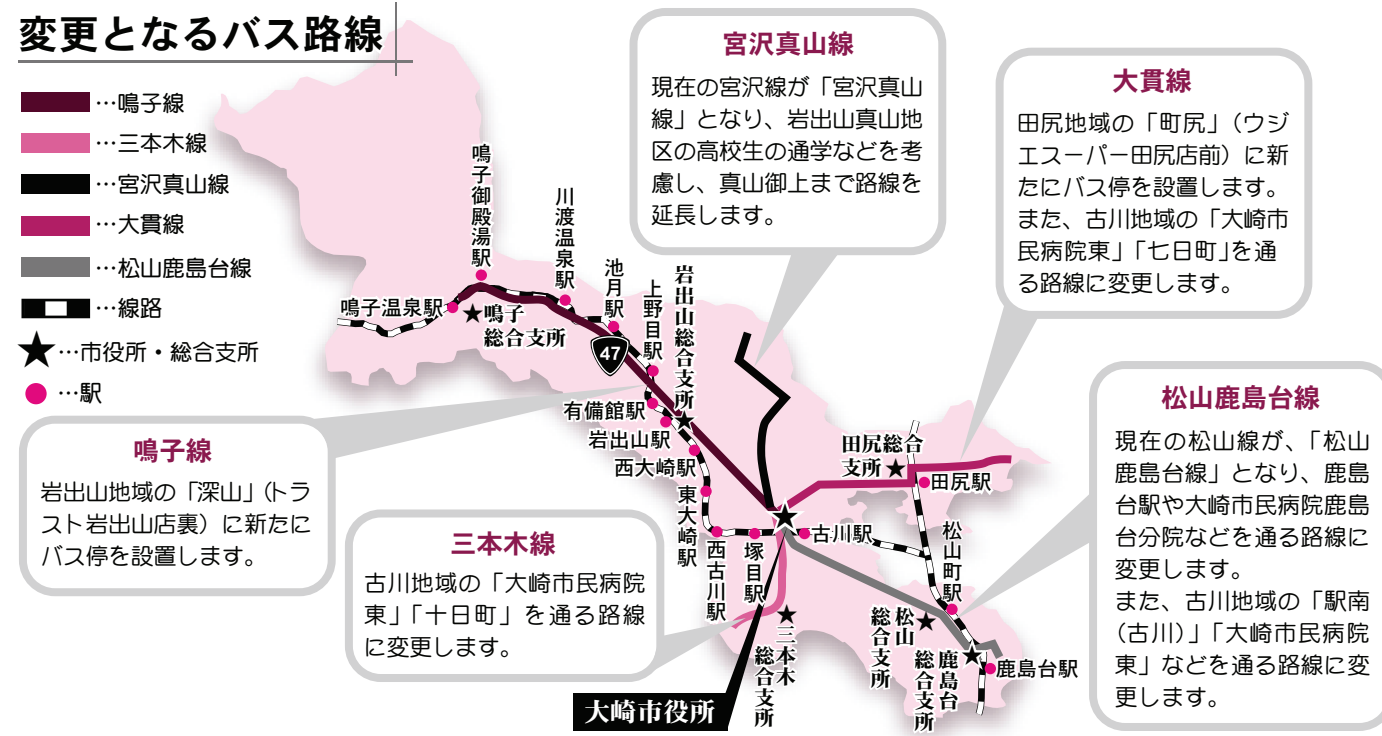 変更となるバス路線
…鳴子線
…三本木線
…宮沢真山線
…大貫線
…松山鹿島台線
…線路
…市役所・総合支所
…駅
宮沢真山線
現在の宮沢線が「宮沢真山
線」となり、岩出山真山地
区の高校生の通学などを考
慮し、真山御上まで路線を
延長します。
大貫線
田尻地域の「町尻」（ウジ
エスーパー田尻店前）に新
たにバス停を設置します。
また、古川地域の「大崎市
民病院東」「七日町」を通
る路線に変更します。
鳴子御殿湯駅
川渡温泉駅
池月駅
上野目駅
岩出山総合支所
鳴子温泉駅
鳴子
総合支所
47
有備館駅
岩出山駅
西大崎駅
東大崎駅
西古川駅
塚目駅
古川駅
田尻総合
支所
田尻駅
松山町駅
松山
総合支所
鹿島台
総合支所
鹿島台駅
三本木
総合支所
大崎市役所
鳴子線
岩出山地域の「深山」（トラ
スト岩出山店裏）に新たに
バス停を設置します。
三本木線
古川地域の「大崎市民病院
東」「十日町」を通る路線
に変更します。
松山鹿島台線
現在の松山線が、「松山
鹿島台線」となり、鹿島
台駅や大崎市民病院鹿島
台分院などを通る路線に
変更します。
また、古川地域の「駅南
（古川）」「大崎市民病院
東」などを通る路線に変
更します。